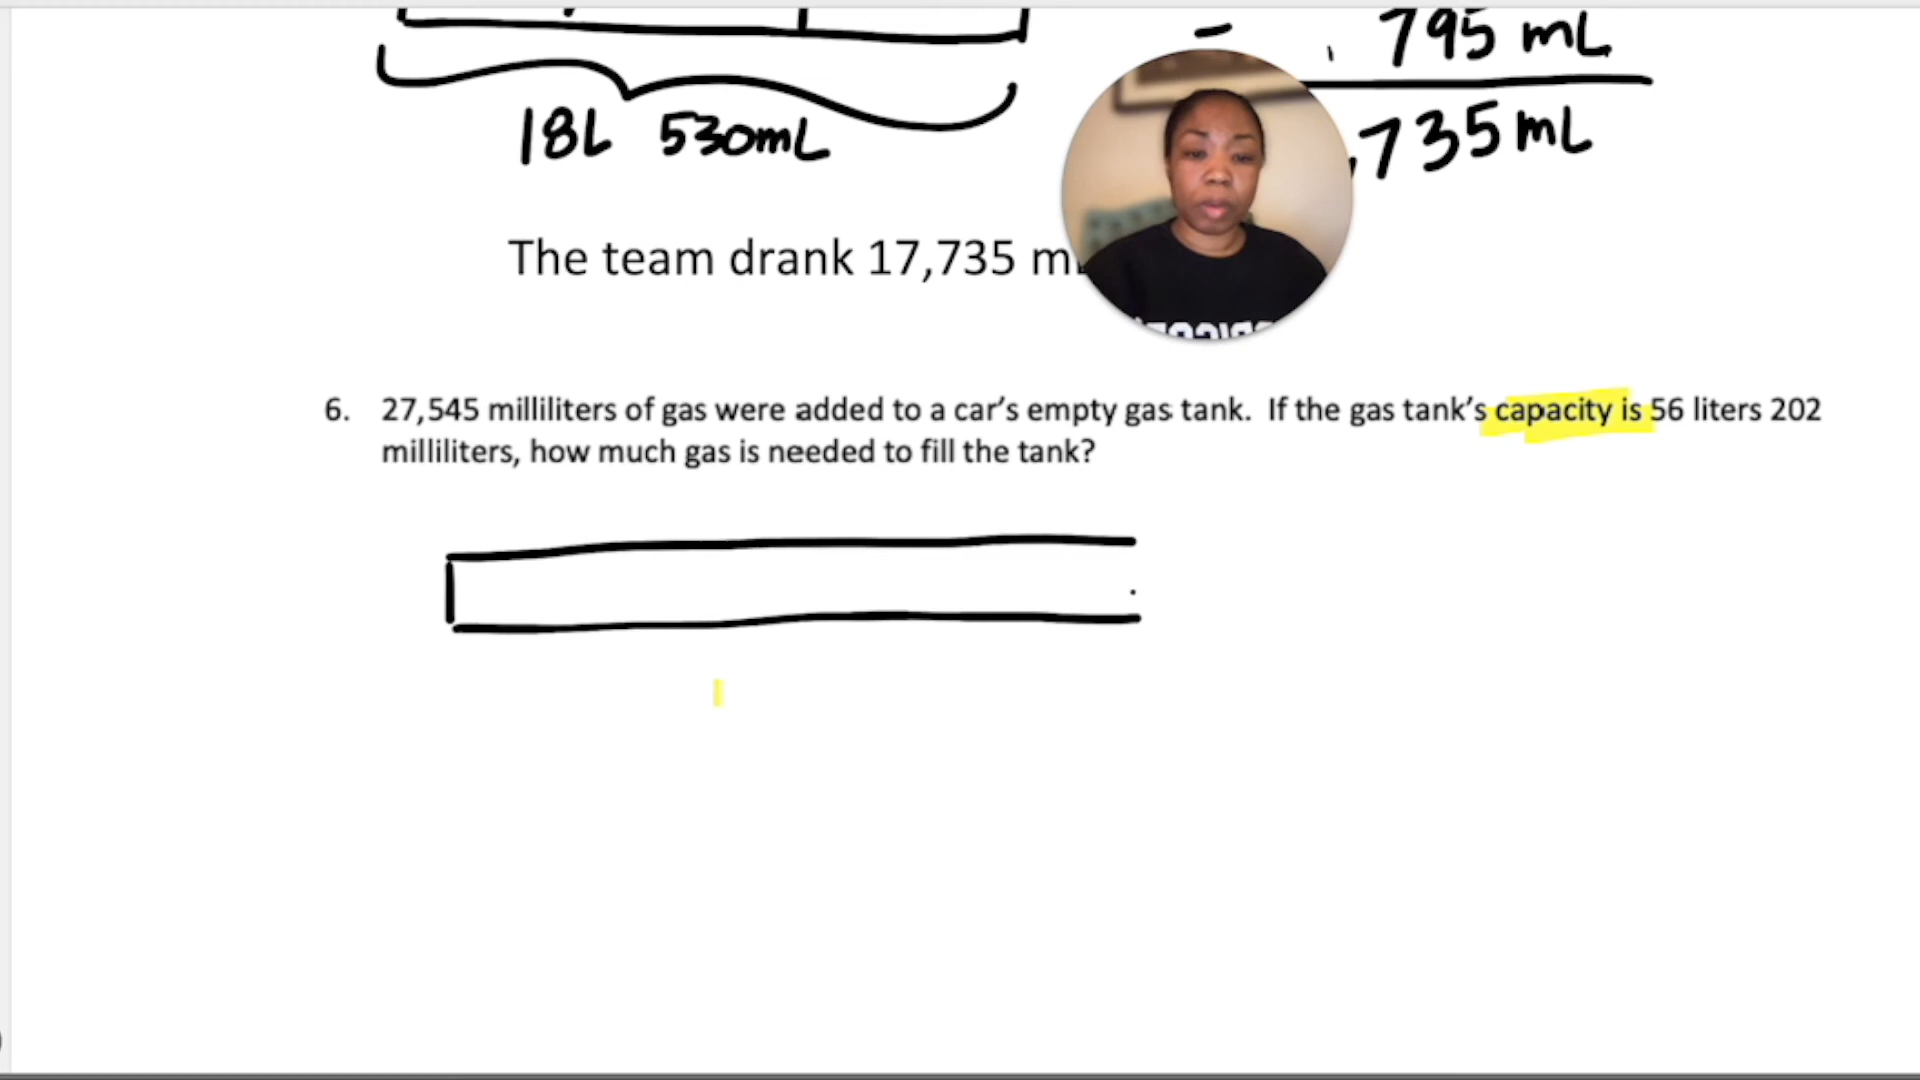 - 795 mL
18L 530mL ,735mL
The team drank 17,735 m
6. 27,545 milliliters of gas were added to a car's empty gas tank. If the gas tank's capacity is 56 liters 202
milliliters, how much gas is needed to fill the tank?